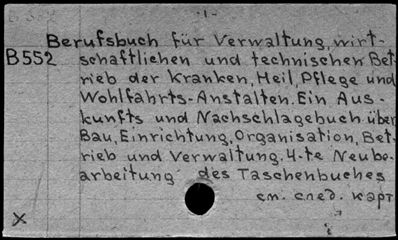 -1-
Berufsbuch für Verwaltung, wirt-
B552 schaftlichen und technischen Bet-
rieb der Kranken, Heil, Pflege und
Wohlfahrts-Anstalten. Ein Aus-
kunfts und Nachschlagebuch über
Bau, Einrichtung, Organisation, Bet-
rieb und Verwaltung. 4-te Neube-
arbeitung des Taschenbuches
см. след. карт
X